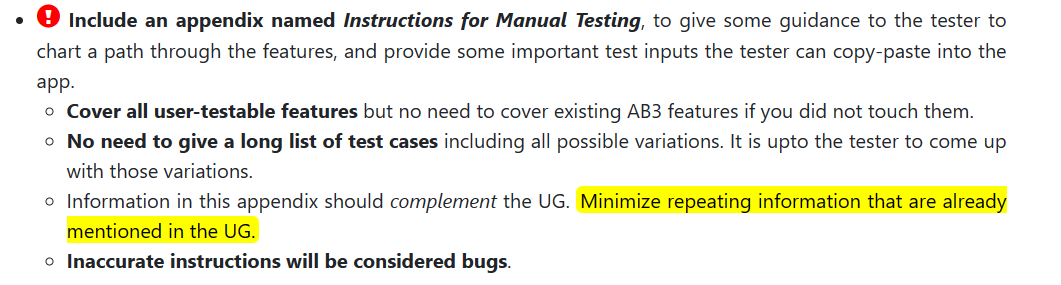 Include an appendix named Instructions for Manual Testing, to give some guidance to the tester to
chart a path through the features, and provide some important test inputs the tester can copy-paste into the
app.
Cover all user-testable features but no need to cover existing AB3 features if you did not touch them.
No need to give a long list of test cases including all possible variations. It is upto the tester to come up
with those variations.
Information in this appendix should complement the UG. Minimize repeating information that are already
mentioned in the UG.
Inaccurate instructions will be considered bugs.